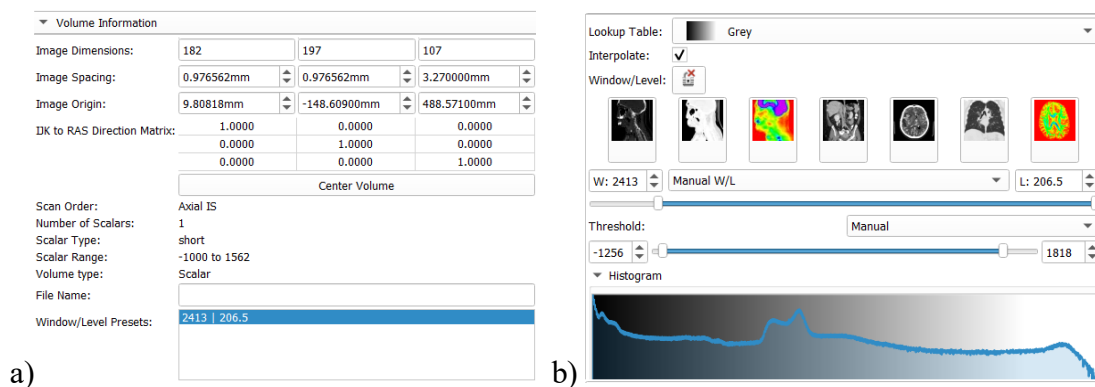 Volume Information
Image Dimensions: 182 197 107
Image Spacing: 0.976562mm 0.976562mm 3.270000mm
Image Origin: 9.80818mm -148.60900mm 488.57100mm
IJK to RAS Direction Matrix: 1.0000 0.0000 0.0000
0.0000 1.0000 0.0000
0.0000 0.0000 1.0000
Center Volume
Scan Order: Axial IS
Number of Scalars: 1
Scalar Type: short
Scalar Range: -1000 to 1562
Volume type: Scalar
File Name:
Window/Level Presets: 2413 | 206.5
a)
Lookup Table: Grey
Interpolate:
Window/Level:
W: 2413 Manual W/L L: 206.5
Threshold: Manual
-1256 1818
Histogram
b)